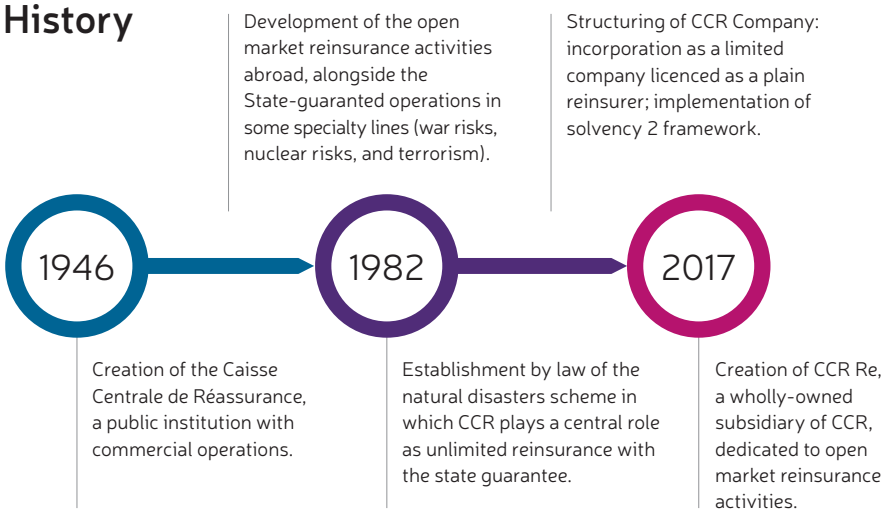 History
Development of the open
market reinsurance activities
abroad, alongside the
State-guaranted operations in
some specialty lines (war risks,
nuclear risks, and terrorism).
Structuring of CCR Company:
incorporation as a limited
company licenced as a plain
reinsurer; implementation of
solvency 2 framework.
1946
1982
2017
Creation of the Caisse
Centrale de Réassurance,
a public institution with
commercial operations.
Establishment by law of the
natural disasters scheme in
which CCR plays a central role
as unlimited reinsurance with
the state guarantee.
Creation of CCR Re,
a wholly-owned
subsidiary of CCR,
dedicated to open
market reinsurance
activities.